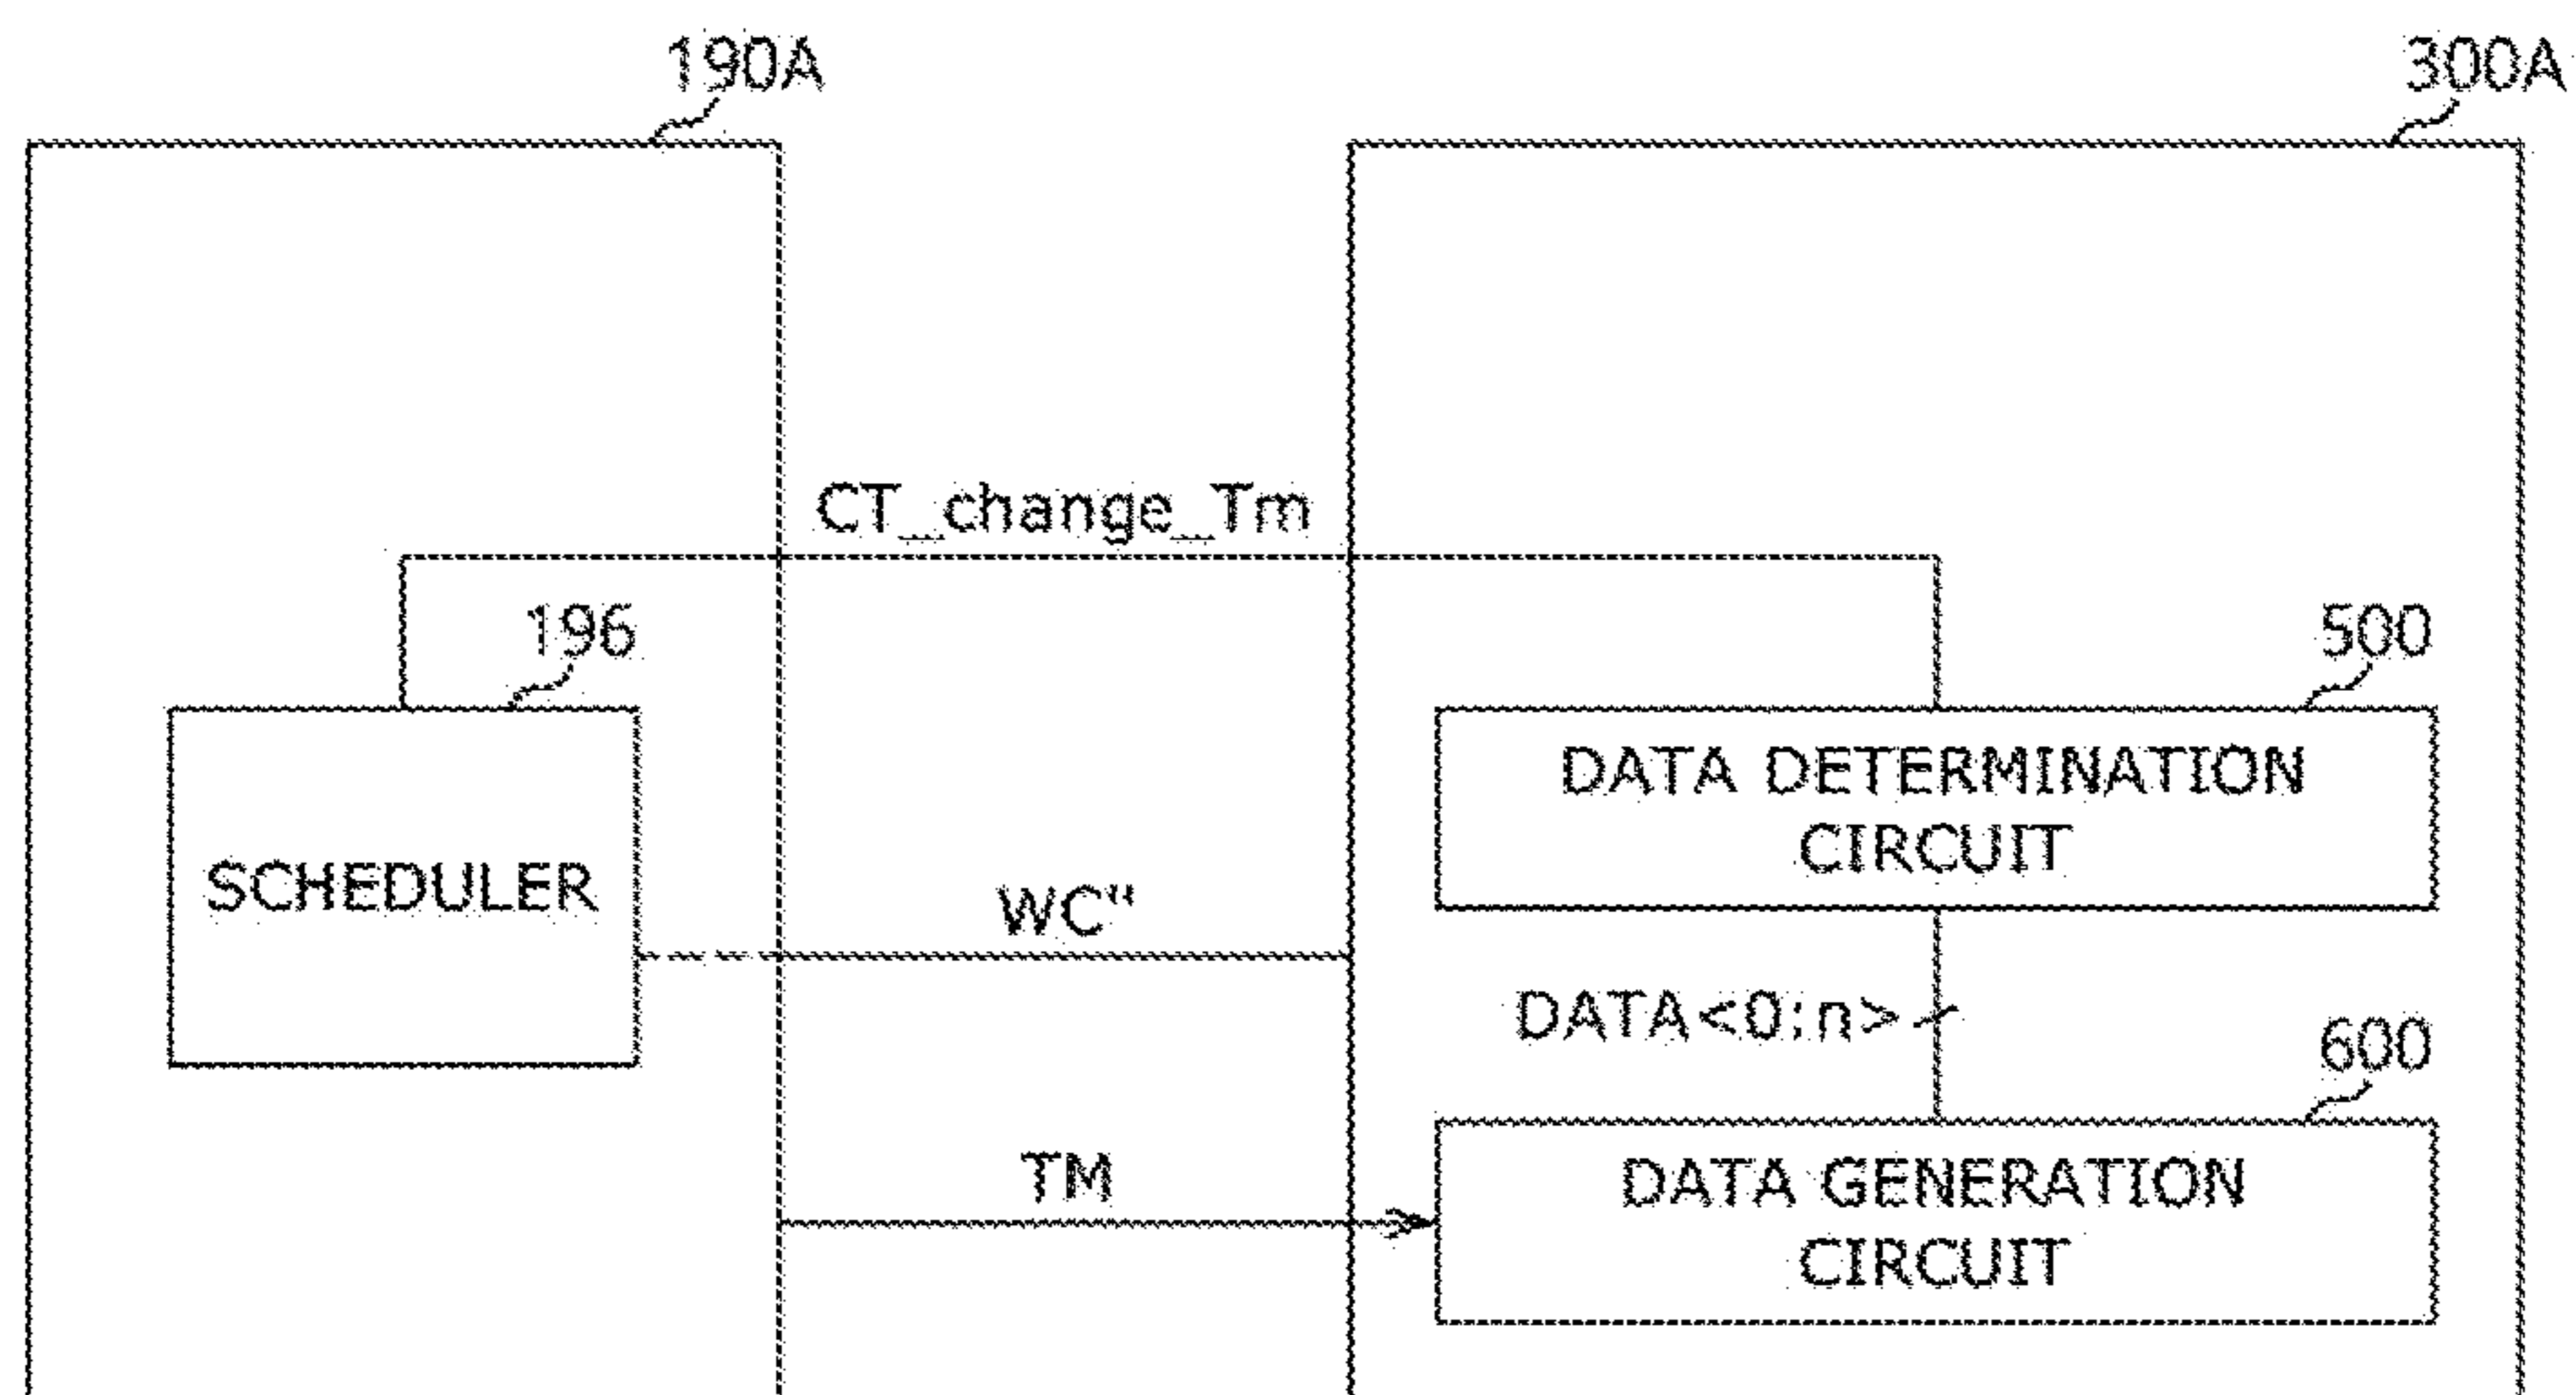 190A
300A
CT_change_Tm
196
500
SCHEDULER
DATA DETERMINATION
CIRCUIT
WC"
DATA<0:n>
600
TM
DATA GENERATION
CIRCUIT